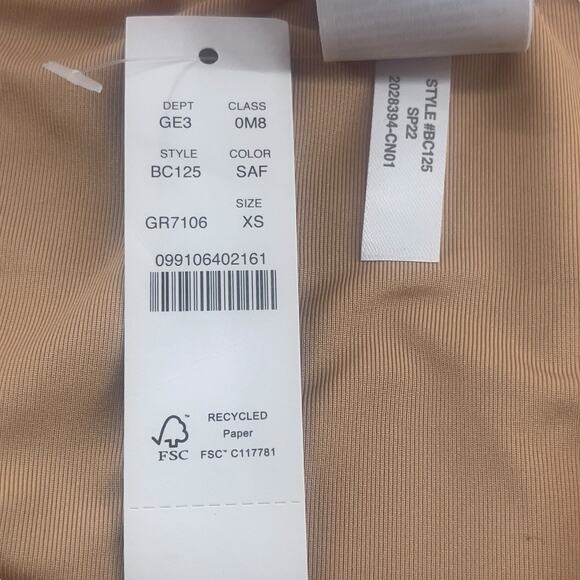 DEPT CLASS
GE3 0M8
STYLE COLOR
BC125 SAF
SIZE
GR7106 XS
099106402161
™
FSC
RECYCLED
Paper
FSC™ C117781
STYLE #BC125
SP22
2028394-CN01